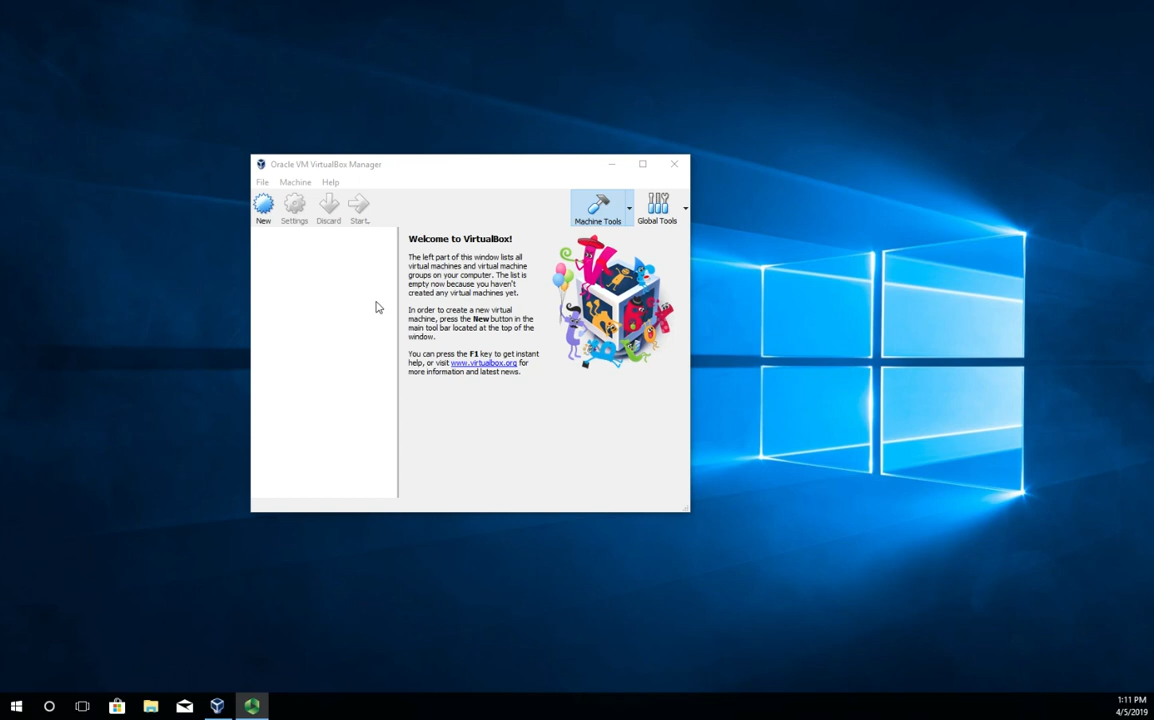 Oracle VM VirtualBox Manager
File Machine Help
New Settings Discard Start.. Machine Tools Global Tools
Welcome to VirtualBox!
The left part of this window lists all
virtual machines and virtual machine
groups on your computer. The list is
empty now because you haven't
created any virtual machines yet.
In order to create a new virtual
machine, press the New button in the
main tool bar located at the top of the
window.
You can press the F1 key to get instant
help, or visit www.virtualbox.org for
more information and latest news.
1:11 PM
4/5/2019